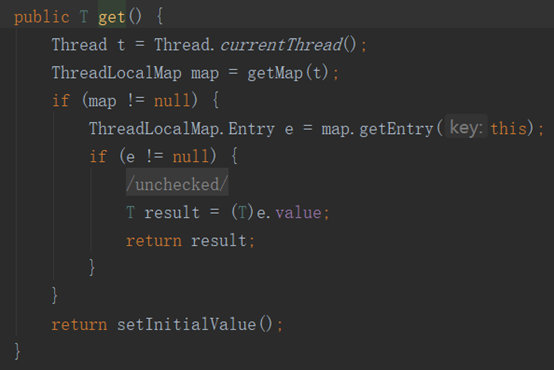 public T get() {
    Thread t = Thread.currentThread();
    ThreadLocalMap map = getMap(t);
    if (map != null) {
        ThreadLocalMap.Entry e = map.getEntry( key: this);
        if (e != null) {
            /unchecked/
            T result = (T)e.value;
            return result;
        }
    }
    return setInitialValue();
}